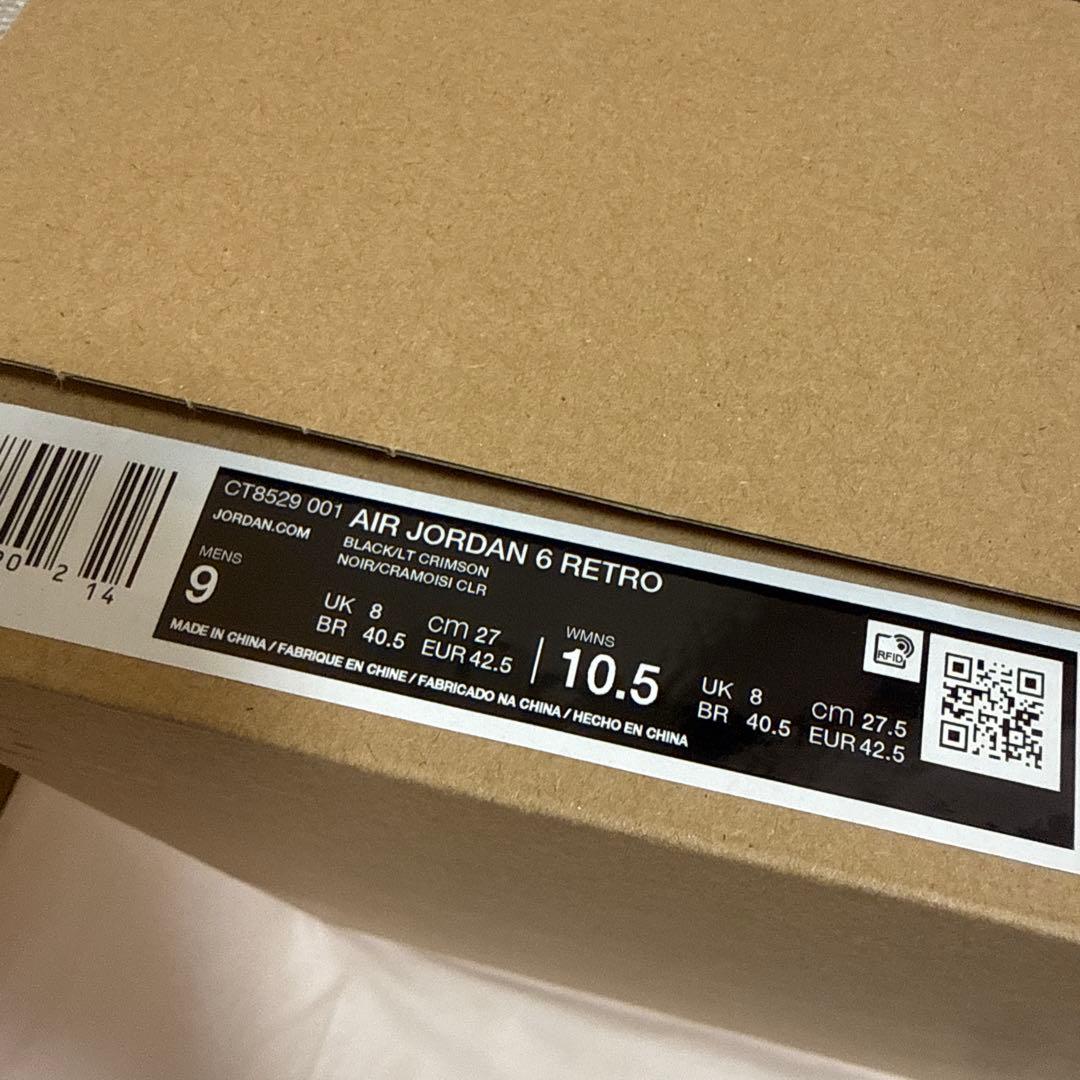 CT8529 001 AIR JORDAN 6 RETRO
JORDAN.COM
BLACK/LT CRIMSON
NOIR/CRAMOISI CLR
MENS
9
UK 8
BR 40.5
cm 27
EUR 42.5
WMNS
10.5
UK 8
BR 40.5
cm 27.5
EUR 42.5
RFID
MADE IN CHINA / FABRIQUE EN CHINE / FABRICADO NA CHINA / HECHO EN CHINA
2
14